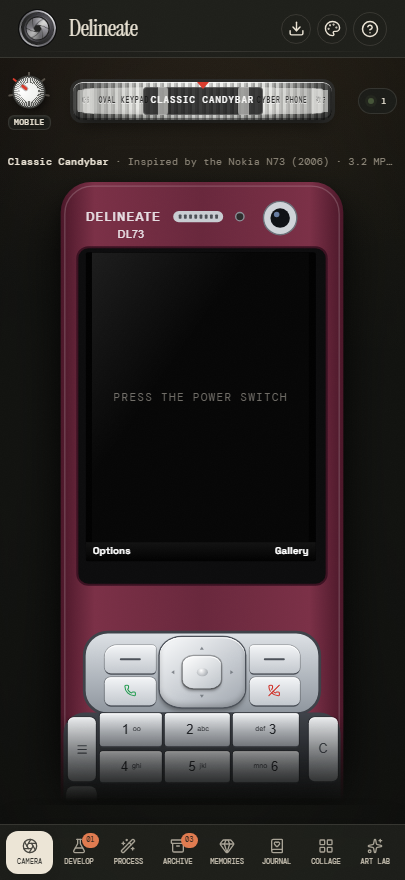 Delineate
OVAL KEYPA CLASSIC CANDYBAR YBER PHONE
MOBILE
1
Classic Candybar · Inspired by the Nokia N73 (2006) · 3.2 MP…
DELINEATE
DL73
PRESS THE POWER SWITCH
Options Gallery
1 oo 2 abc def 3
C
4 ghi 5 jkl mno 6
01 03
CAMERA DEVELOP PROCESS ARCHIVE MEMORIES JOURNAL COLLAGE ART LAB